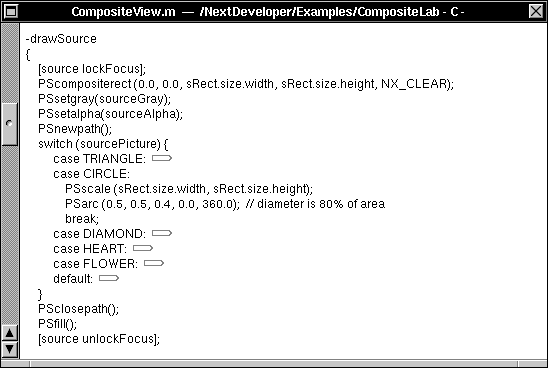 CompositeView.m — /NextDeveloper/Examples/CompositeLab - C -
-drawSource
{
[source lockFocus];
PScompositerect (0.0, 0.0, sRect.size.width, sRect.size.height, NX_CLEAR);
PSsetgray(sourceGray);
PSsetalpha(sourceAlpha);
PSnewpath();
switch (sourcePicture) {
case TRIANGLE:
case CIRCLE:
PSscale (sRect.size.width, sRect.size.height);
PSarc (0.5, 0.5, 0.4, 0.0, 360.0);  // diameter is 80% of area
break;
case DIAMOND:
case HEART:
case FLOWER:
default:
}
PSclosepath();
PSfill();
[source unlockFocus];